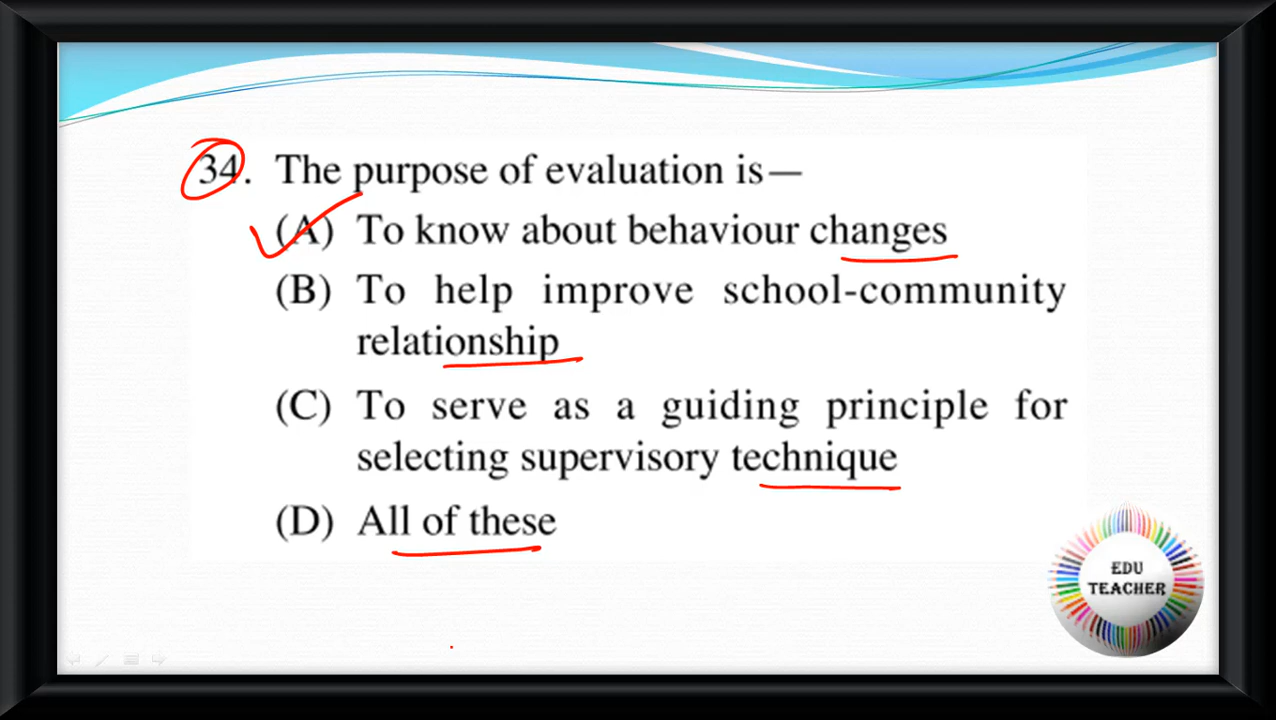 34. The purpose of evaluation is—
(A) To know about behaviour changes
(B) To help improve school-community
relationship
(C) To serve as a guiding principle for
selecting supervisory technique
(D) All of these
EDU
TEACHER